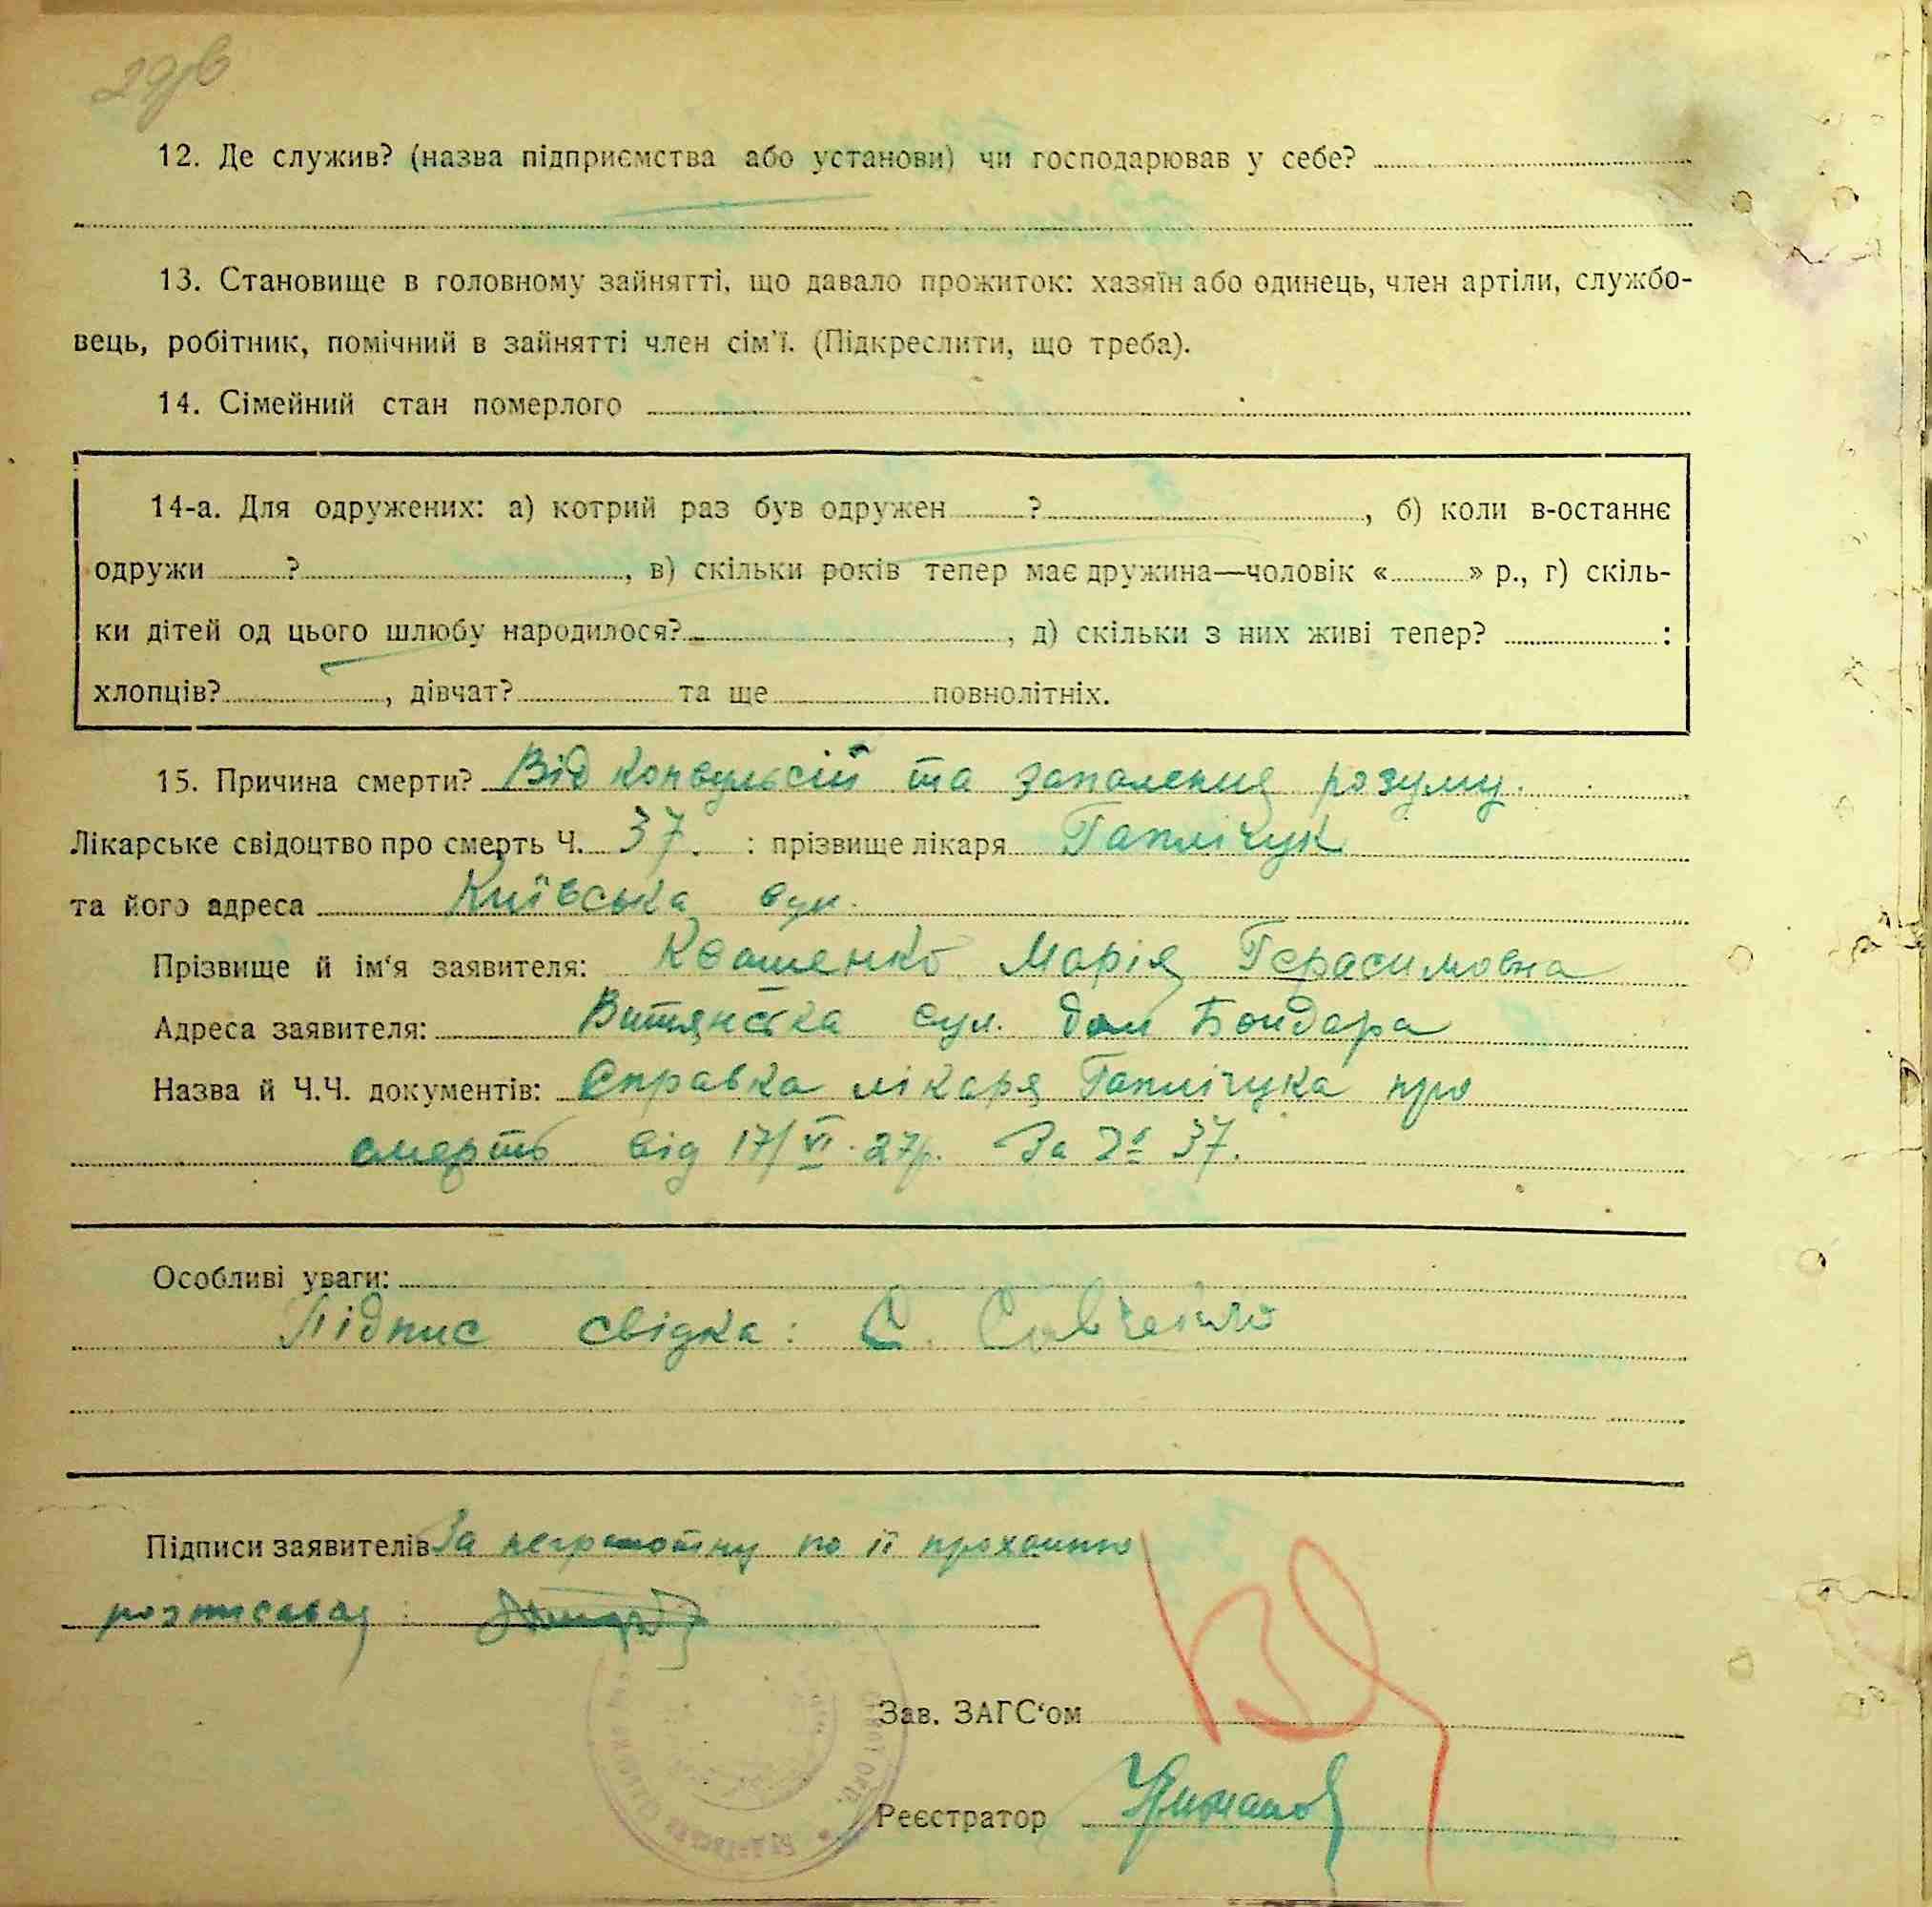 12. Де служив? (назва підприємства або установи) чи господарював у себе?
13. Становище в головному зайнятті, що давало прожиток: хазяїн або одинець, член артіли, службо-
вець, робітник, помічний в зайнятті член сім'ї. (Підкреслити, що треба).
14. Сімейний стан померлого
14-а. Для одружених: а) котрий раз був одружен ? , б) коли в-останнє
одружи ? , в) скільки років тепер має дружина—чоловік « » р., г) скіль-
ки дітей од цього шлюбу народилося? , д) скільки з них живі тепер? :
хлопців? , дівчат? та ще повнолітніх.
15. Причина смерти? Від конвульсій та запалення розуму.
Лікарське свідоцтво про смерть Ч. 37. : прізвище лікаря Гаплічук
та його адреса Київська вул.
Прізвище й ім'я заявителя: Квашенко Марія Герасимовна
Адреса заявителя: вул. дом Бондара
Назва й Ч.Ч. документів: Справка лікаря Гаплічука про
смерть від 17/VI·27р. За № 37.
Особливі уваги:
Підпис свідка: С. Савченко
Підписи заявителів За неграмотну по її проханню
розписався:
Зав. ЗАГС'ом
Реєстратор